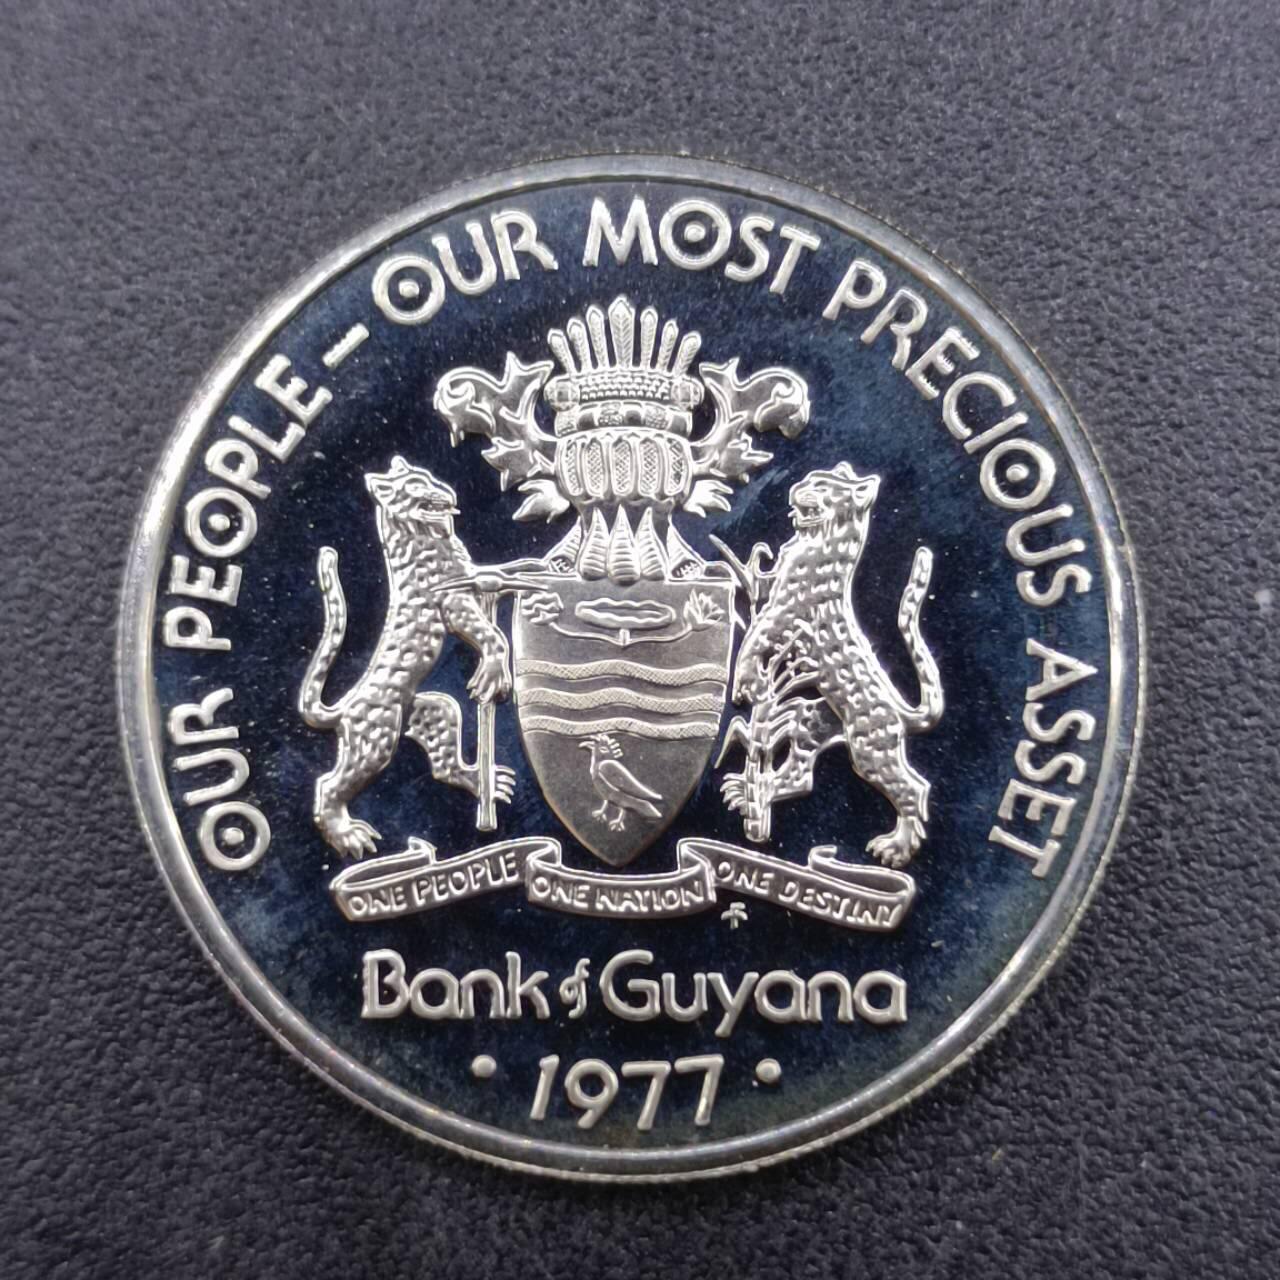 OUR PEOPLE – OUR MOST PRECIOUS ASSET
ONE PEOPLE ONE NATION ONE DESTINY
Bank of Guyana
· 1977 ·